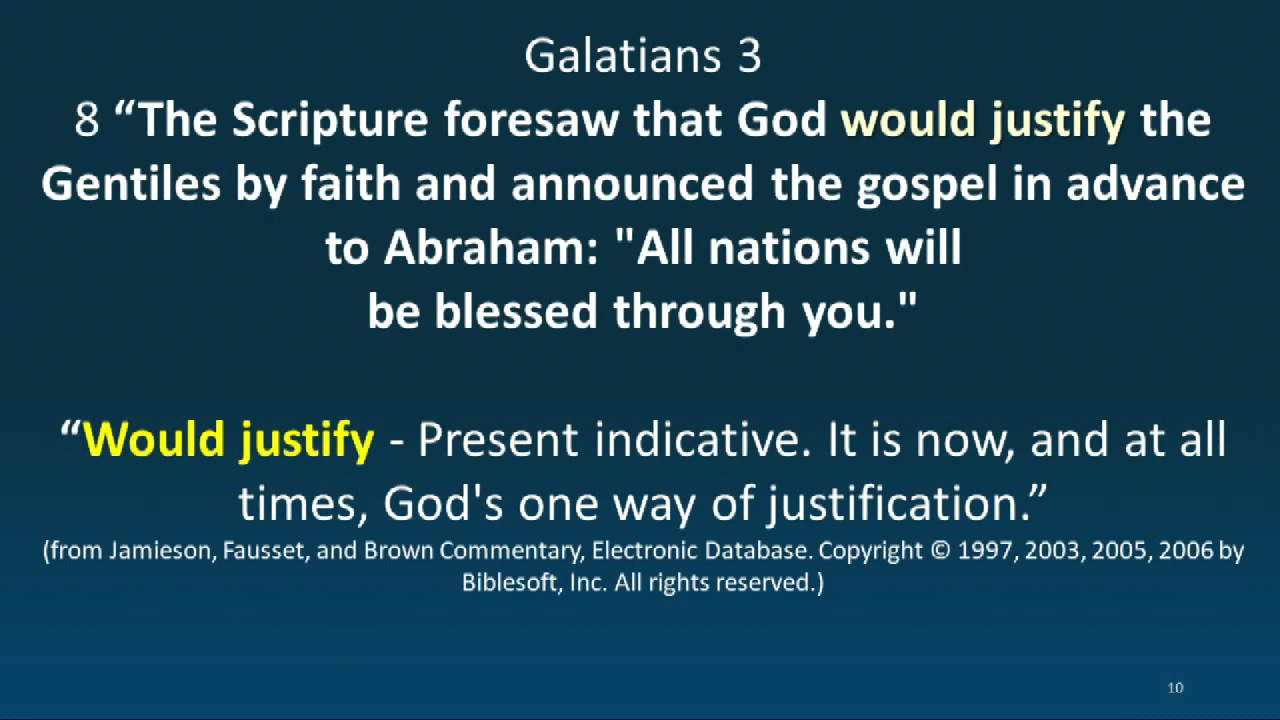 Galatians 3
8 “The Scripture foresaw that God would justify the
Gentiles by faith and announced the gospel in advance
to Abraham: "All nations will
be blessed through you."
“Would justify - Present indicative. It is now, and at all
times, God's one way of justification.”
(from Jamieson, Fausset, and Brown Commentary, Electronic Database. Copyright © 1997, 2003, 2005, 2006 by
Biblesoft, Inc. All rights reserved.)
10